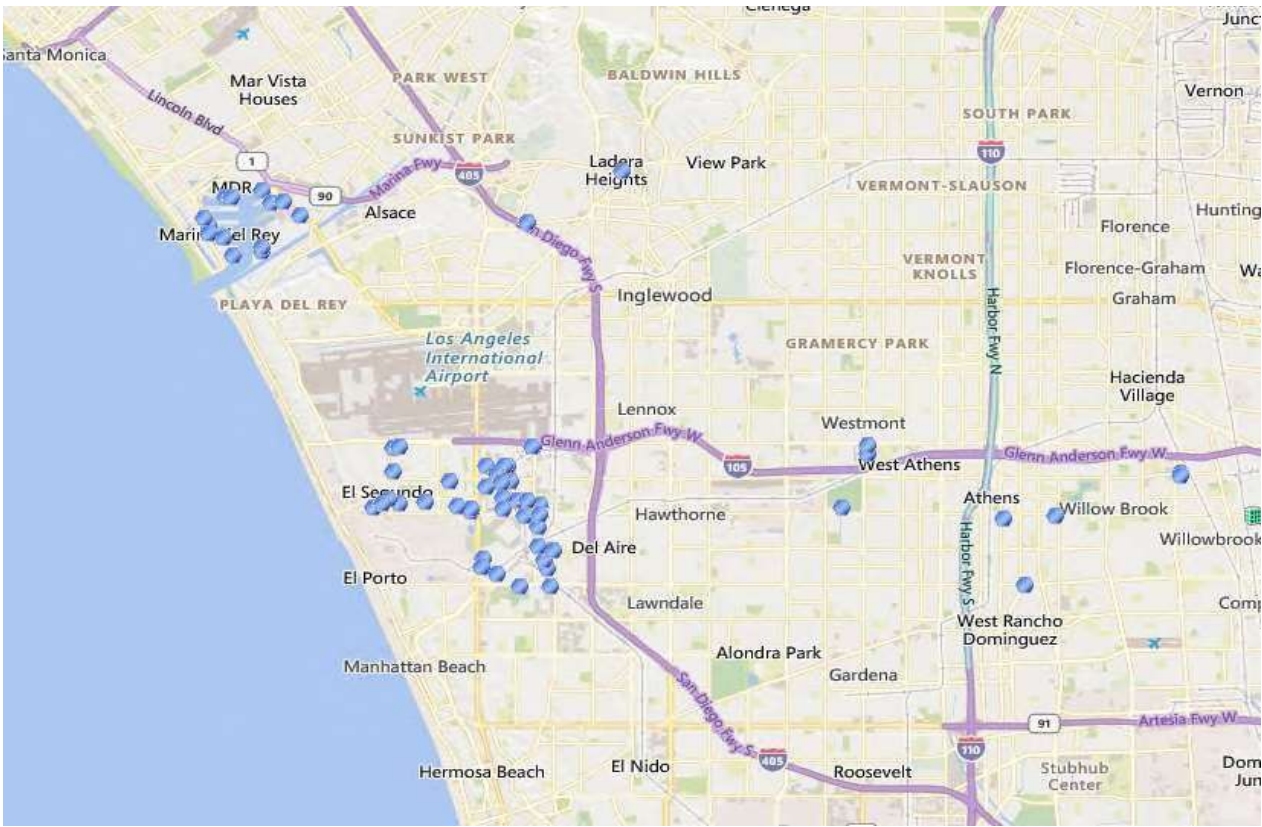 Cienega
Junc
Santa Monica
Mar Vista
Houses
PARK WEST
BALDWIN HILLS
Vernon
Lincoln Blvd
SOUTH PARK
SUNKIST PARK
110
1
Marina Fwy
405
Ladera
Heights
View Park
MDR
90
VERMONT-SLAUSON
Alsace
Hunting
Marina del Rey
San Diego Fwy S
Florence
VERMONT
KNOLLS
Florence-Graham
Wa
PLAYA DEL REY
Inglewood
Graham
Harbor Fwy N
Los Angeles
International
Airport
GRAMERCY PARK
Hacienda
Village
Lennox
Westmont
Glenn Anderson Fwy W
105
West Athens
Glenn Anderson Fwy W
El Segundo
Hawthorne
Athens
Willow Brook
Harbor Fwy S
Willowbrook
Del Aire
El Porto
Lawndale
Comp
West Rancho
Dominguez
Alondra Park
Manhattan Beach
Gardena
San Diego Fwy S
91
Artesia Fwy W
110
405
Hermosa Beach
El Nido
Roosevelt
Stubhub
Center
Dom
Jun